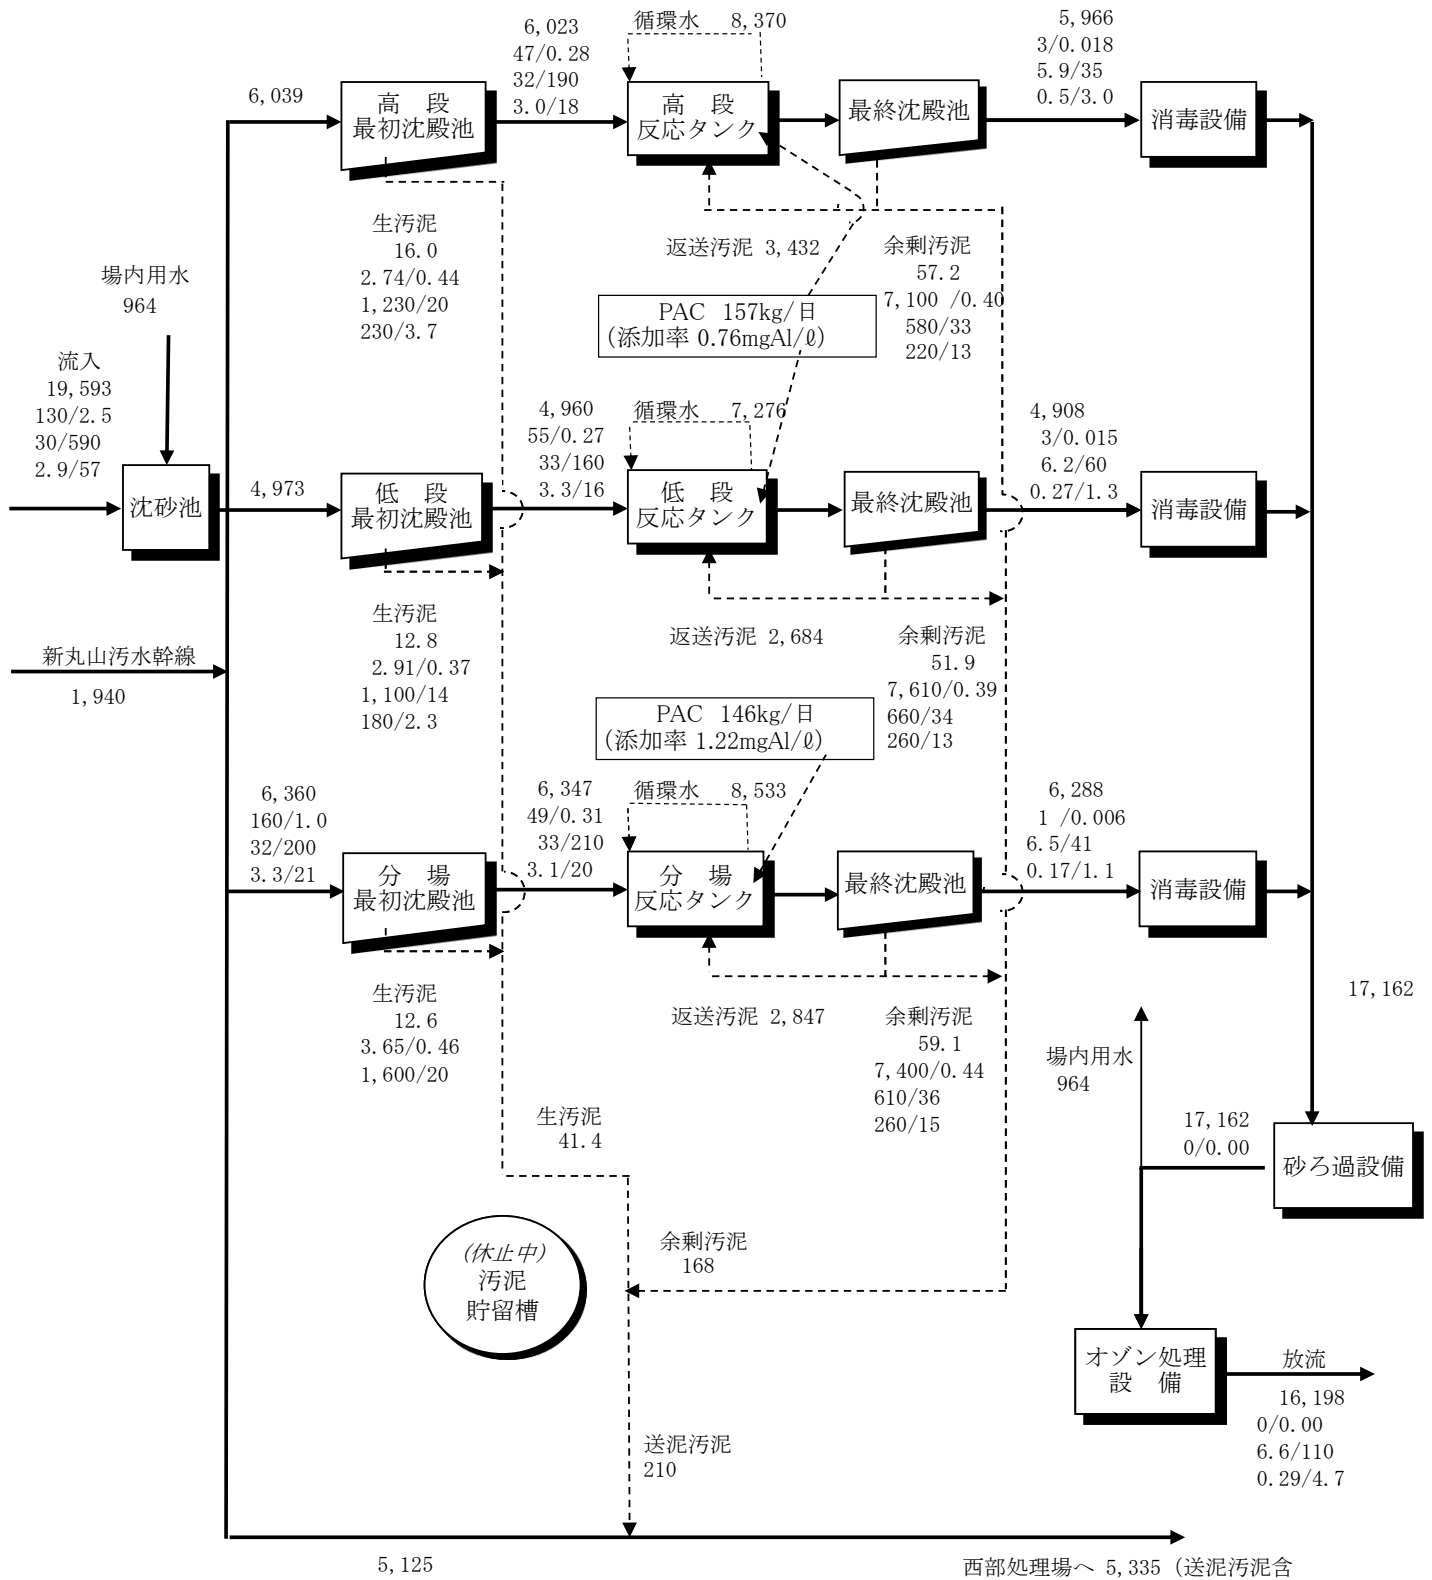 6,023
47/0.28
32/190
3.0/18
循環水 8,370
5,966
3/0.018
5.9/35
0.5/3.0
6,039
高 段
最初沈殿池
高 段
反応タンク
最終沈殿池
消毒設備
生汚泥
16.0
2.74/0.44
1,230/20
230/3.7
返送汚泥 3,432
余剰汚泥
57.2
7,100 /0.40
580/33
220/13
場内用水
964
PAC 157kg/日
(添加率 0.76mgAl/ℓ)
流入
19,593
130/2.5
30/590
2.9/57
4,960
55/0.27
33/160
3.3/16
循環水 7,276
4,908
3/0.015
6.2/60
0.27/1.3
沈砂池
4,973
低 段
最初沈殿池
低 段
反応タンク
最終沈殿池
消毒設備
生汚泥
12.8
2.91/0.37
1,100/14
180/2.3
返送汚泥 2,684
余剰汚泥
51.9
7,610/0.39
660/34
260/13
新丸山汚水幹線
1,940
PAC 146kg/日
(添加率 1.22mgAl/ℓ)
6,360
160/1.0
32/200
3.3/21
6,347
49/0.31
33/210
3.1/20
循環水 8,533
6,288
1 /0.006
6.5/41
0.17/1.1
分 場
最初沈殿池
分 場
反応タンク
最終沈殿池
消毒設備
生汚泥
12.6
3.65/0.46
1,600/20
返送汚泥 2,847
余剰汚泥
59.1
7,400/0.44
610/36
260/15
17,162
場内用水
964
生汚泥
41.4
17,162
0/0.00
砂ろ過設備
(休止中)
汚泥
貯留槽
余剰汚泥
168
オゾン処理
設 備
放流
16,198
0/0.00
6.6/110
0.29/4.7
送泥汚泥
210
5,125
西部処理場へ 5,335 (送泥汚泥含